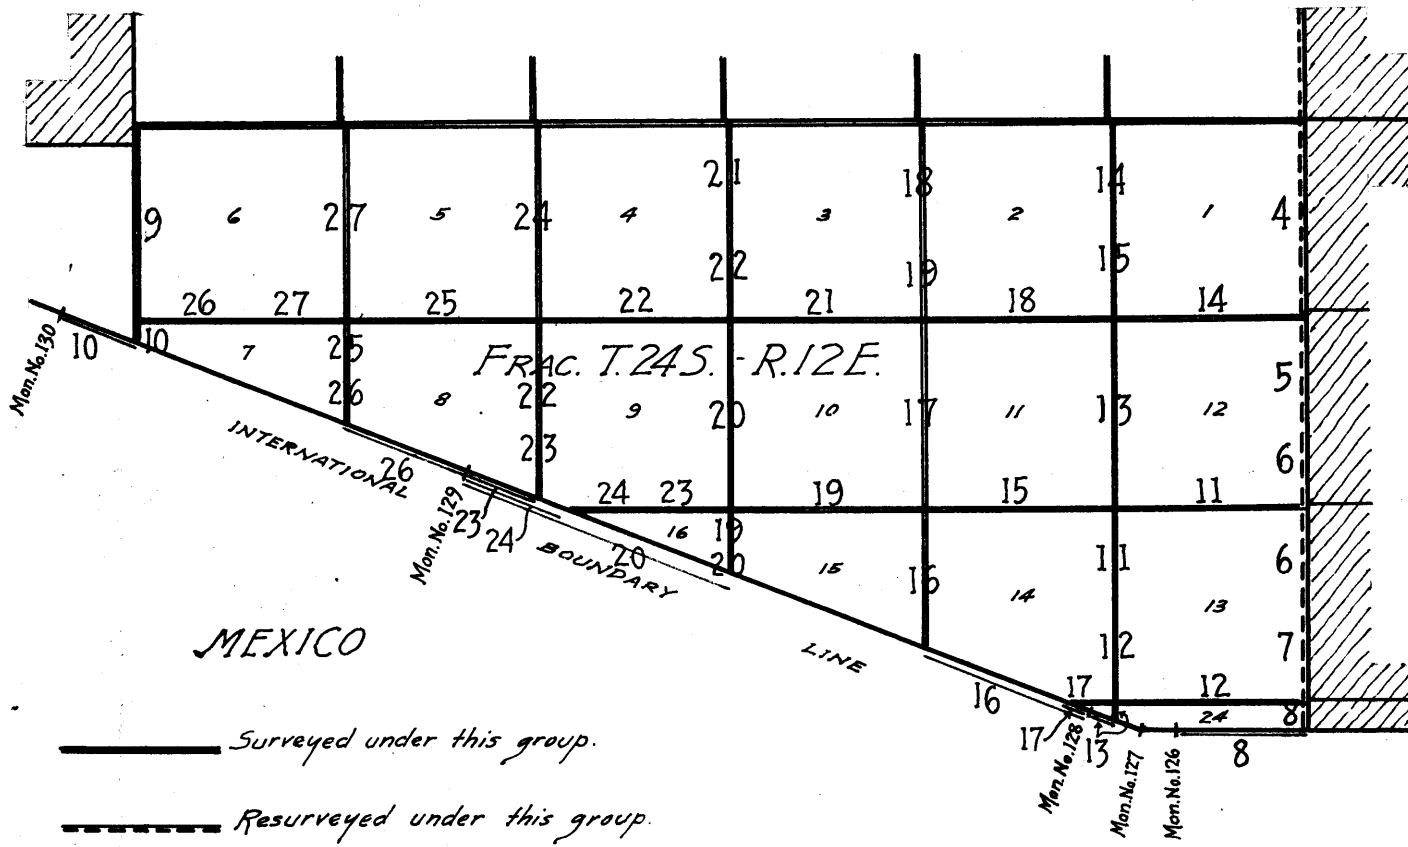 21 18 14
9 6 27 5 24 4 3 2 1 4
22 19 15
26 27 25 22 21 18 14
Mon. No. 130 10 10 7 25 FRAC. T. 24 S. - R. 12 E. 5
26 8 22 9 20 10 17 11 13 12
23 6
INTERNATIONAL 26 24 23 19 15 11
Mon. No. 129 23 24 16 19
BOUNDARY 20 20 15 16 14 11 13 6
MEXICO LINE 12 7
16 17 12
17 Mon. No. 128 13 Mon. No. 127 Mon. No. 126 24 8
8
Surveyed under this group.
Resurveyed under this group.